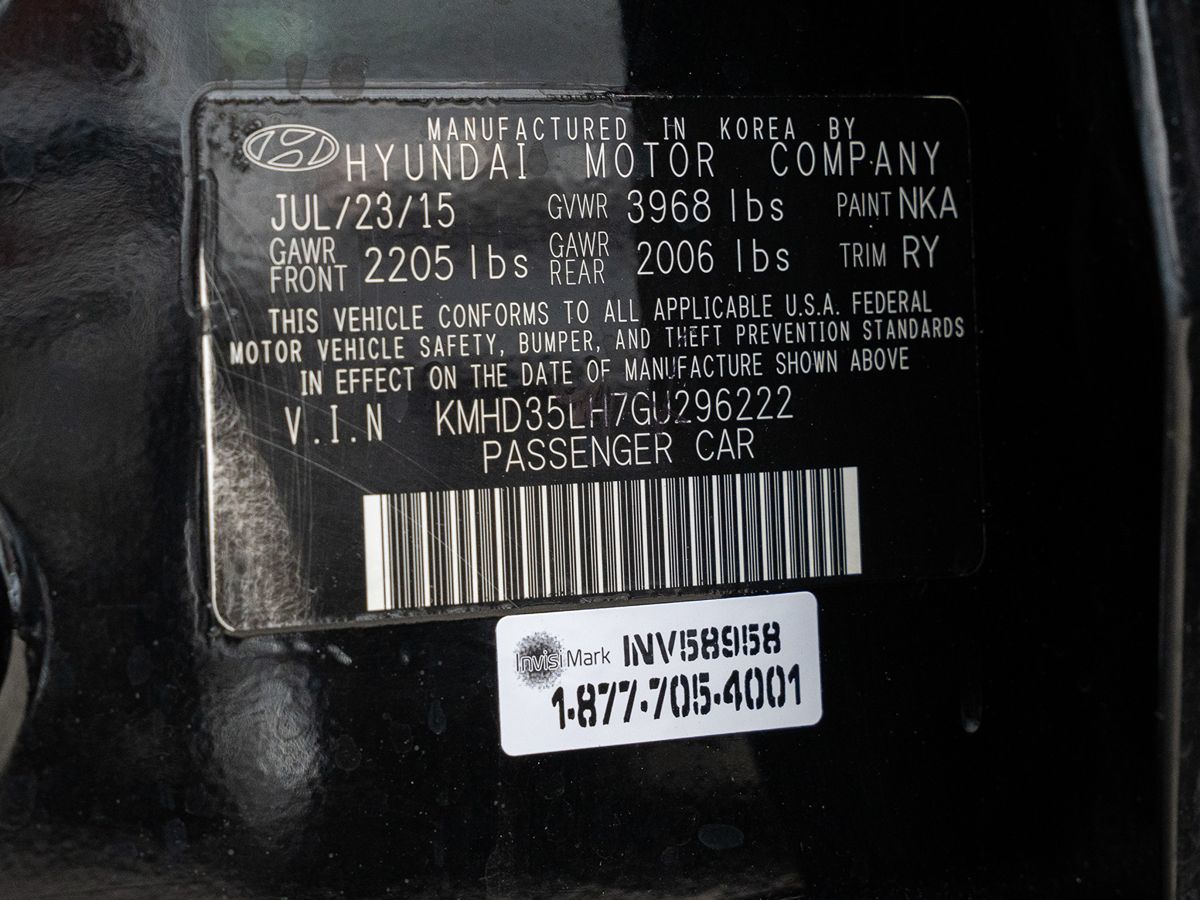 MANUFACTURED IN KOREA BY
HYUNDAI MOTOR COMPANY
JUL/23/15 GVWR 3968 lbs PAINT NKA
GAWR FRONT 2205 lbs GAWR REAR 2006 lbs TRIM RY
THIS VEHICLE CONFORMS TO ALL APPLICABLE U.S.A. FEDERAL
MOTOR VEHICLE SAFETY, BUMPER, AND THEFT PREVENTION STANDARDS
IN EFFECT ON THE DATE OF MANUFACTURE SHOWN ABOVE
V.I.N KMHD35LH7GU296222
PASSENGER CAR
InvisiMark INV58958
1-877-705-4001